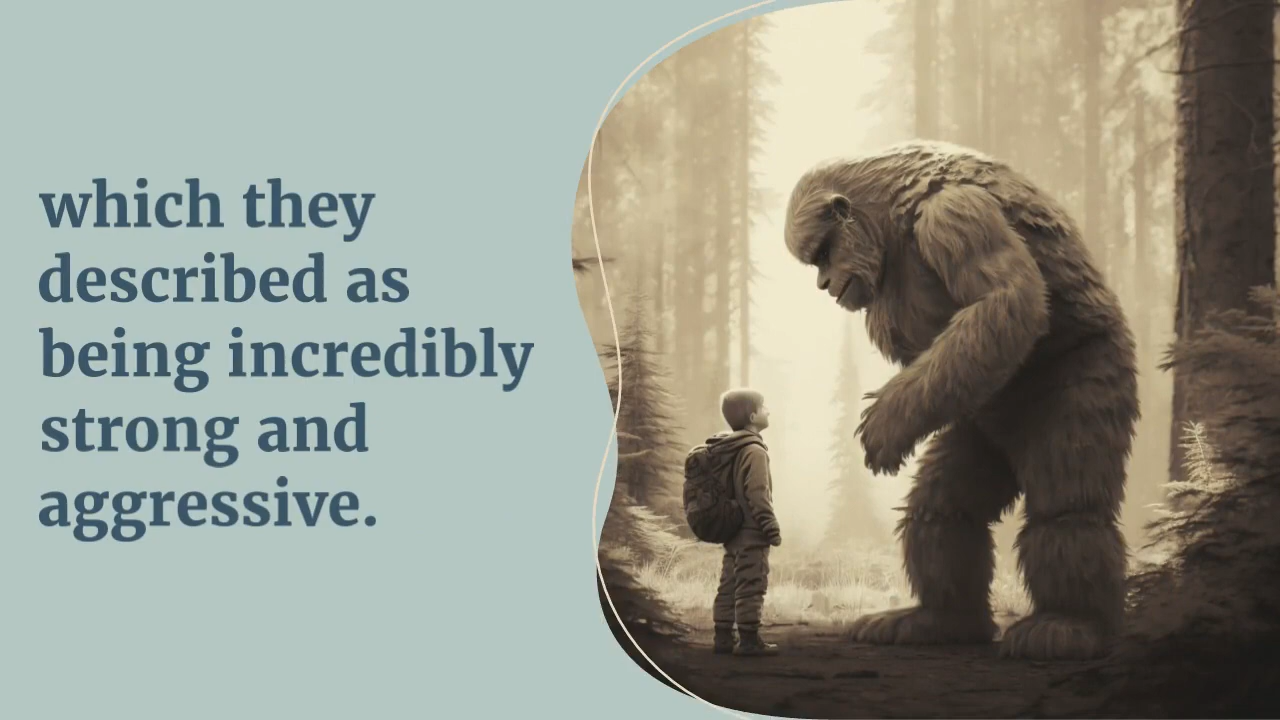 which they
described as
being incredibly
strong and
aggressive.